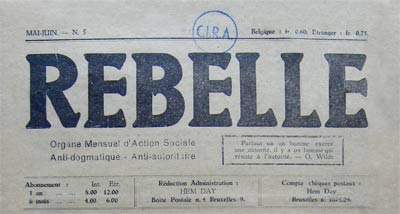 MAI-JUIN. — N. 5
C.I.R.A.
Belgique : fr. 0.60; Etranger : fr. 0.75.
REBELLE
Organe Mensuel d'Action Sociale
Anti-dogmatique - Anti-autoritaire
Partout où un homme exerce
une autorité, il y a un homme qui
résiste à l'autorité. — O. Wilde
Abonnement : Int. Etr.
1 an ... ... 8.00 12.00
6 mois ... ... 4.00 6.00
Rédaction Administration :
HEM DAY
Boite Postale n. 4 Bruxelles 9.
Compte chèques postaux :
HEM DAY
Bruxelles n.